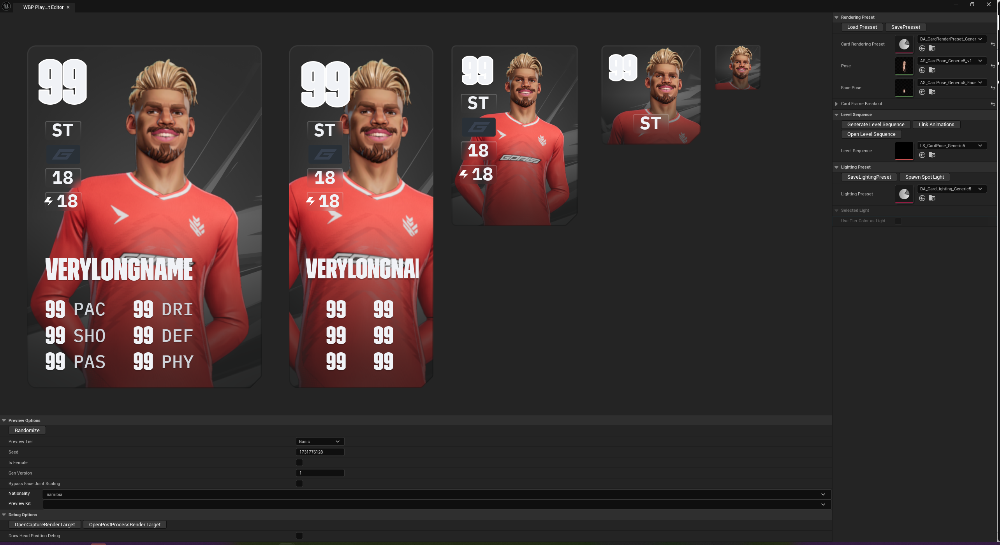 WBP Play...t Editor
99
ST
18
18
VERYLONGNAME
99 PAC 99 DRI
99 SHO 99 DEF
99 PAS 99 PHY
99
ST
18
18
VERYLONGNAI
99 99
99 99
99 99
99
ST
18
18
GOALS
99
ST
Rendering Preset
Load Presset SavePresset
Card Rendering Preset DA_CardRenderPreset_Gener
Pose AS_CardPose_Generic5_v1
Face Pose AS_CardPose_Generic5_Face
Card Frame Breakout
Level Sequence
Generate Level Sequence Link Animations
Open Level Sequence
Level Sequence LS_CardPose_Generic5
Lighting Preset
SaveLightingPreset Spawn Spot Light
Lighting Presset DA_CardLighting_Generic5
Selected Light
Use Tier Color as Light...
Preview Options
Randomize
Preview Tier Basic
Seed 1731776128
Is Female
Gen Version 1
Bypass Face Joint Scaling
Nationality namibia
Preview Kit
Debug Options
OpenCaptureRenderTarget OpenPostProcessRenderTarget
Draw Head Position Debug